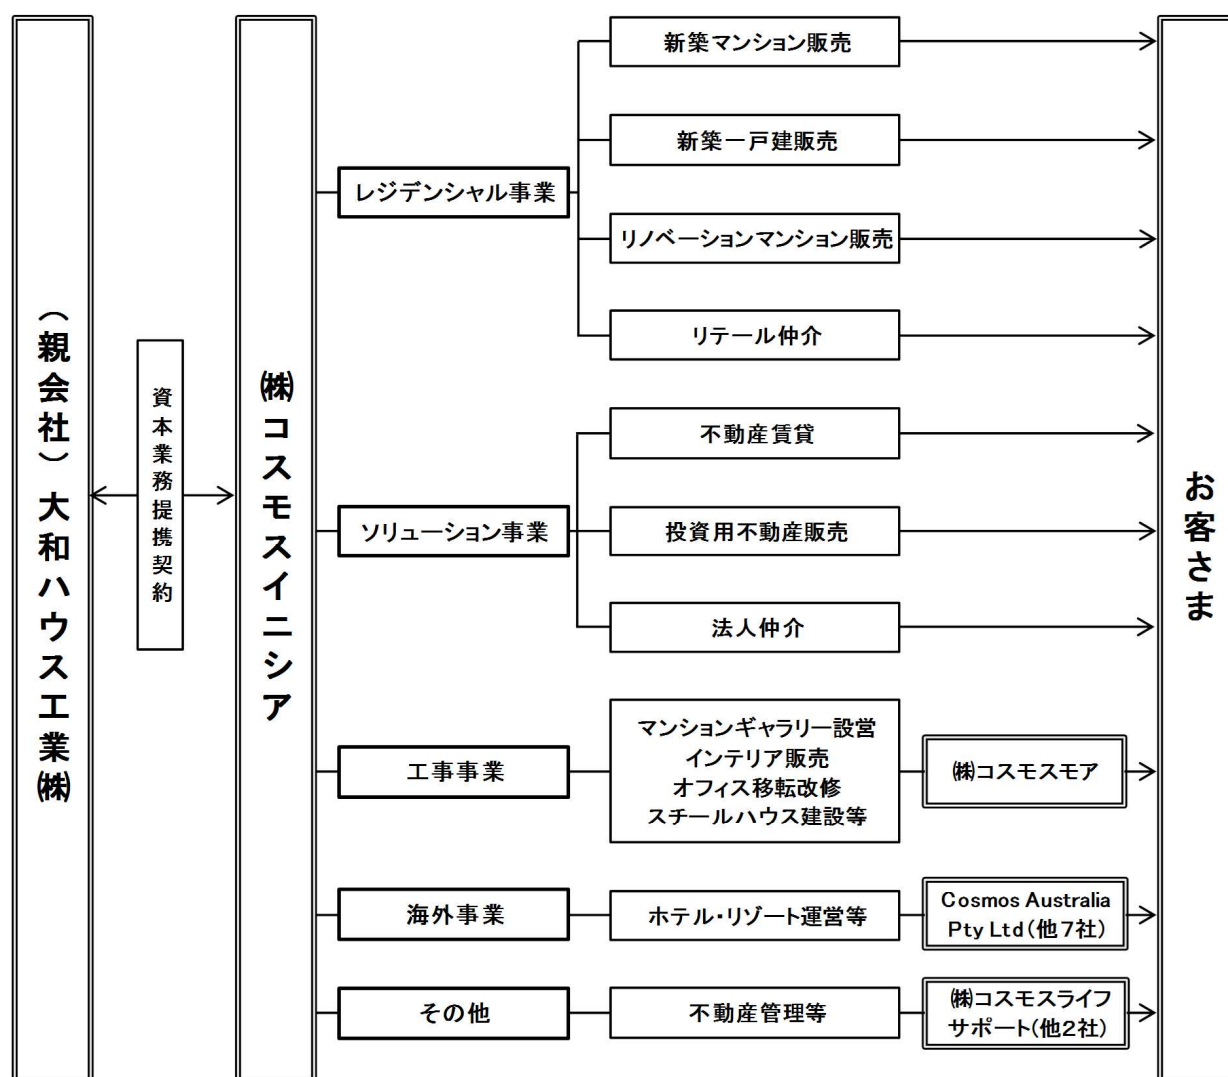 （親会社）大和ハウス工業㈱
資本業務提携契約
㈱コスモスイニシア
レジデンシャル事業
新築マンション販売
新築一戸建販売
リノベーションマンション販売
リテール仲介
ソリューション事業
不動産賃貸
投資用不動産販売
法人仲介
工事事業
マンションギャラリー設営
インテリア販売
オフィス移転改修
スチールハウス建設等
㈱コスモスモア
海外事業
ホテル・リゾート運営等
Cosmos Australia
Pty Ltd（他7社）
その他
不動産管理等
㈱コスモスライフ
サポート(他2社)
お客さま